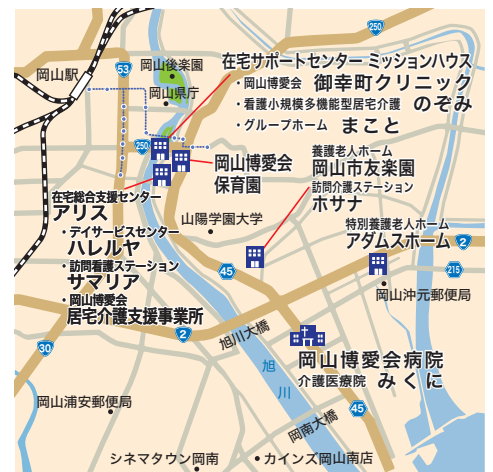 250
岡山駅
53
岡山後楽園
岡山県庁
在宅サポートセンター ミッションハウス
・岡山博愛会 御幸町クリニック
・看護小規模多機能型居宅介護 のぞみ
・グループホーム まこと
250
岡山博愛会
保育園
養護老人ホーム
岡山市友楽園
訪問介護ステーション
ホサナ
在宅総合支援センター
アリス
・デイサービスセンター
ハレルヤ
・訪問看護ステーション
サマリア
・岡山博愛会
居宅介護支援事業所
山陽学園大学
特別養護老人ホーム
アダムスホーム
2
45
215
岡山沖元郵便局
2
旭川大橋
30
旭川
岡山博愛会病院
介護医療院 みくに
岡山浦安郵便局
45
岡南大橋
シネマタウン岡南
カインズ岡山南店